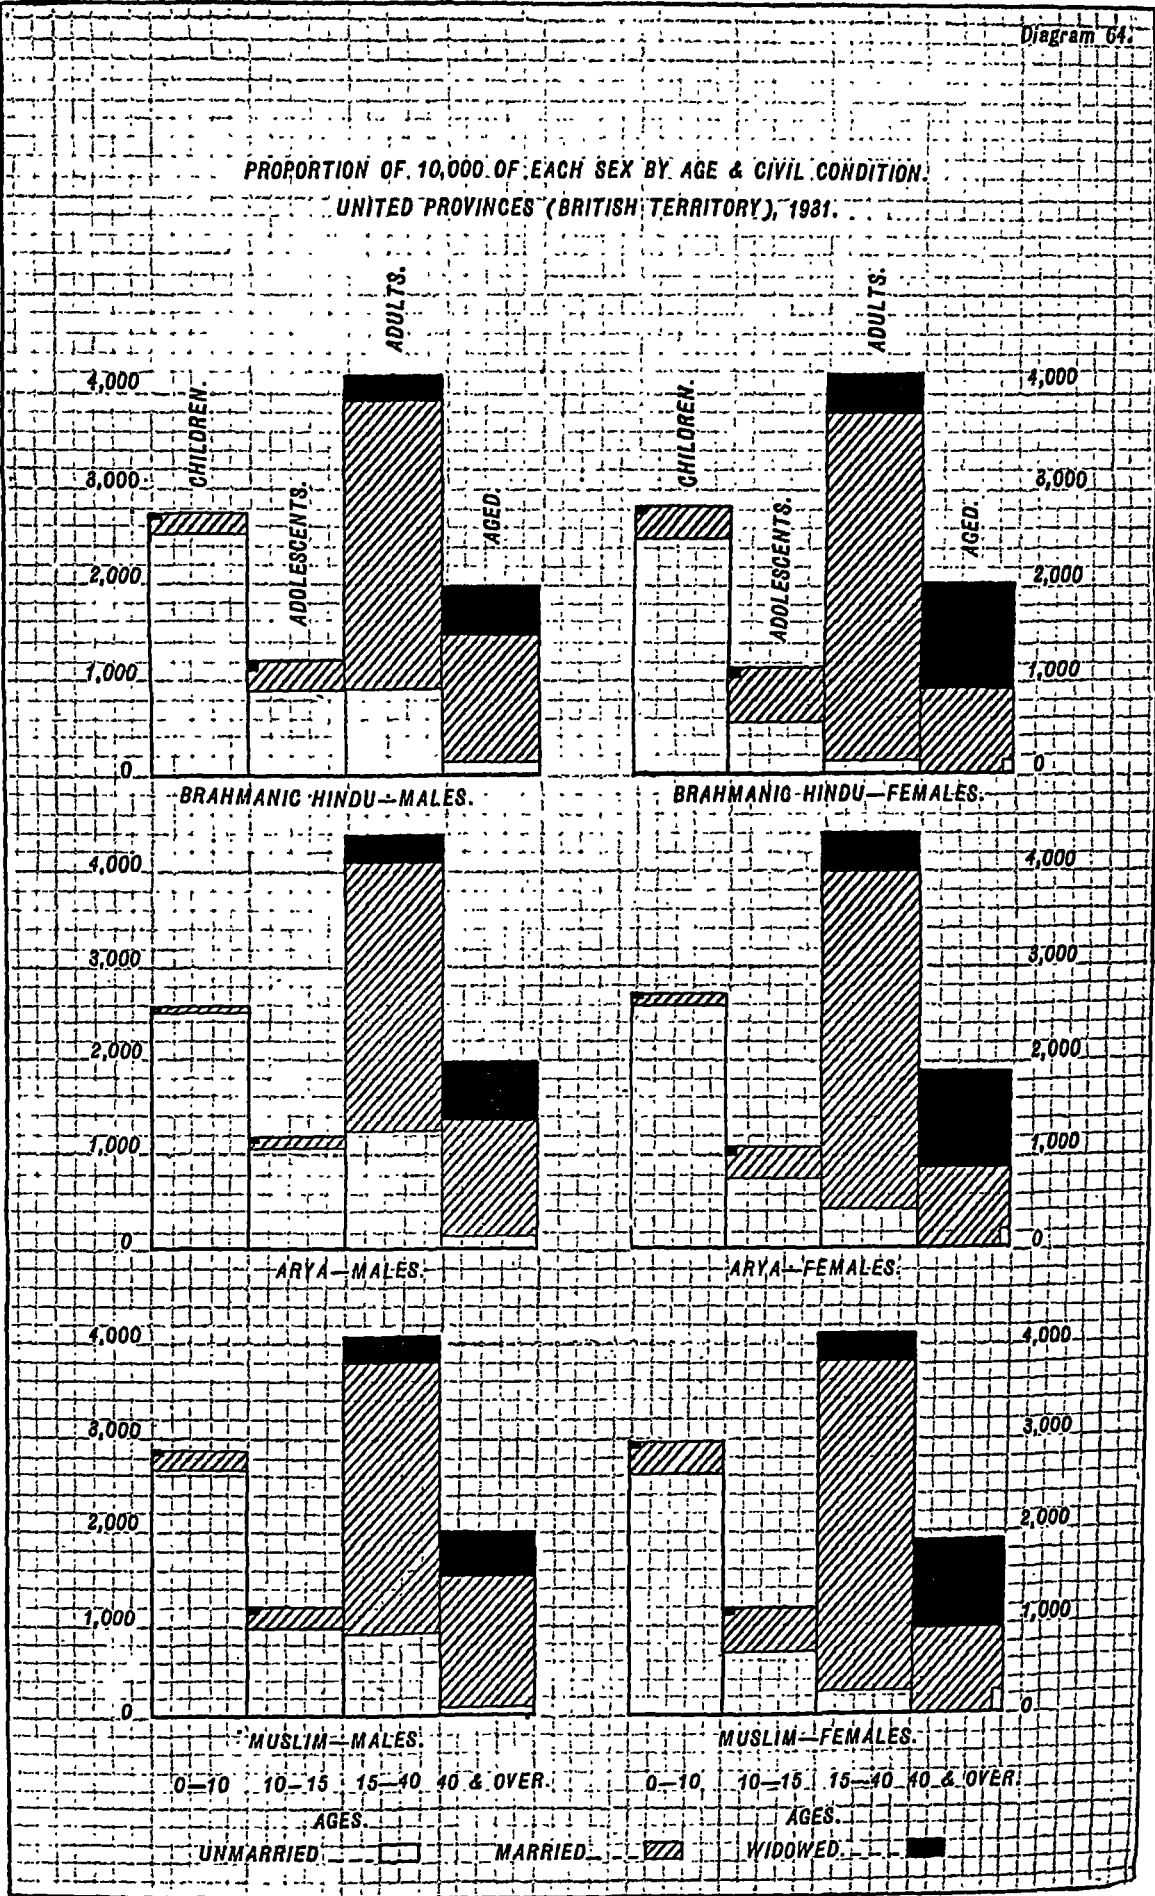 Diagram 64.
PROPORTION OF 10,000 OF EACH SEX BY AGE & CIVIL CONDITION.
UNITED PROVINCES (BRITISH TERRITORY), 1931.
CHILDREN.
ADOLESCENTS.
ADULTS.
AGED.
CHILDREN.
ADOLESCENTS.
ADULTS.
AGED.
4,000
3,000
2,000
1,000
0
4,000
3,000
2,000
1,000
0
BRAHMANIC HINDU—MALES.
BRAHMANIC HINDU—FEMALES.
4,000
3,000
2,000
1,000
0
4,000
3,000
2,000
1,000
0
ARYA—MALES.
ARYA—FEMALES.
4,000
3,000
2,000
1,000
0
4,000
3,000
2,000
1,000
0
MUSLIM—MALES.
MUSLIM—FEMALES.
0—10 10—15 15—40 40 & OVER.
0—10 10—15 15—40 40 & OVER.
AGES.
AGES.
UNMARRIED MARRIED WIDOWED